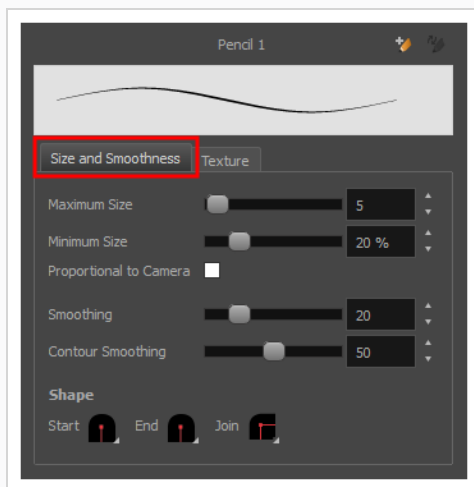 Pencil 1
Size and Smoothness Texture
Maximum Size 5
Minimum Size 20 %
Proportional to Camera
Smoothing 20
Contour Smoothing 50
Shape
Start End Join